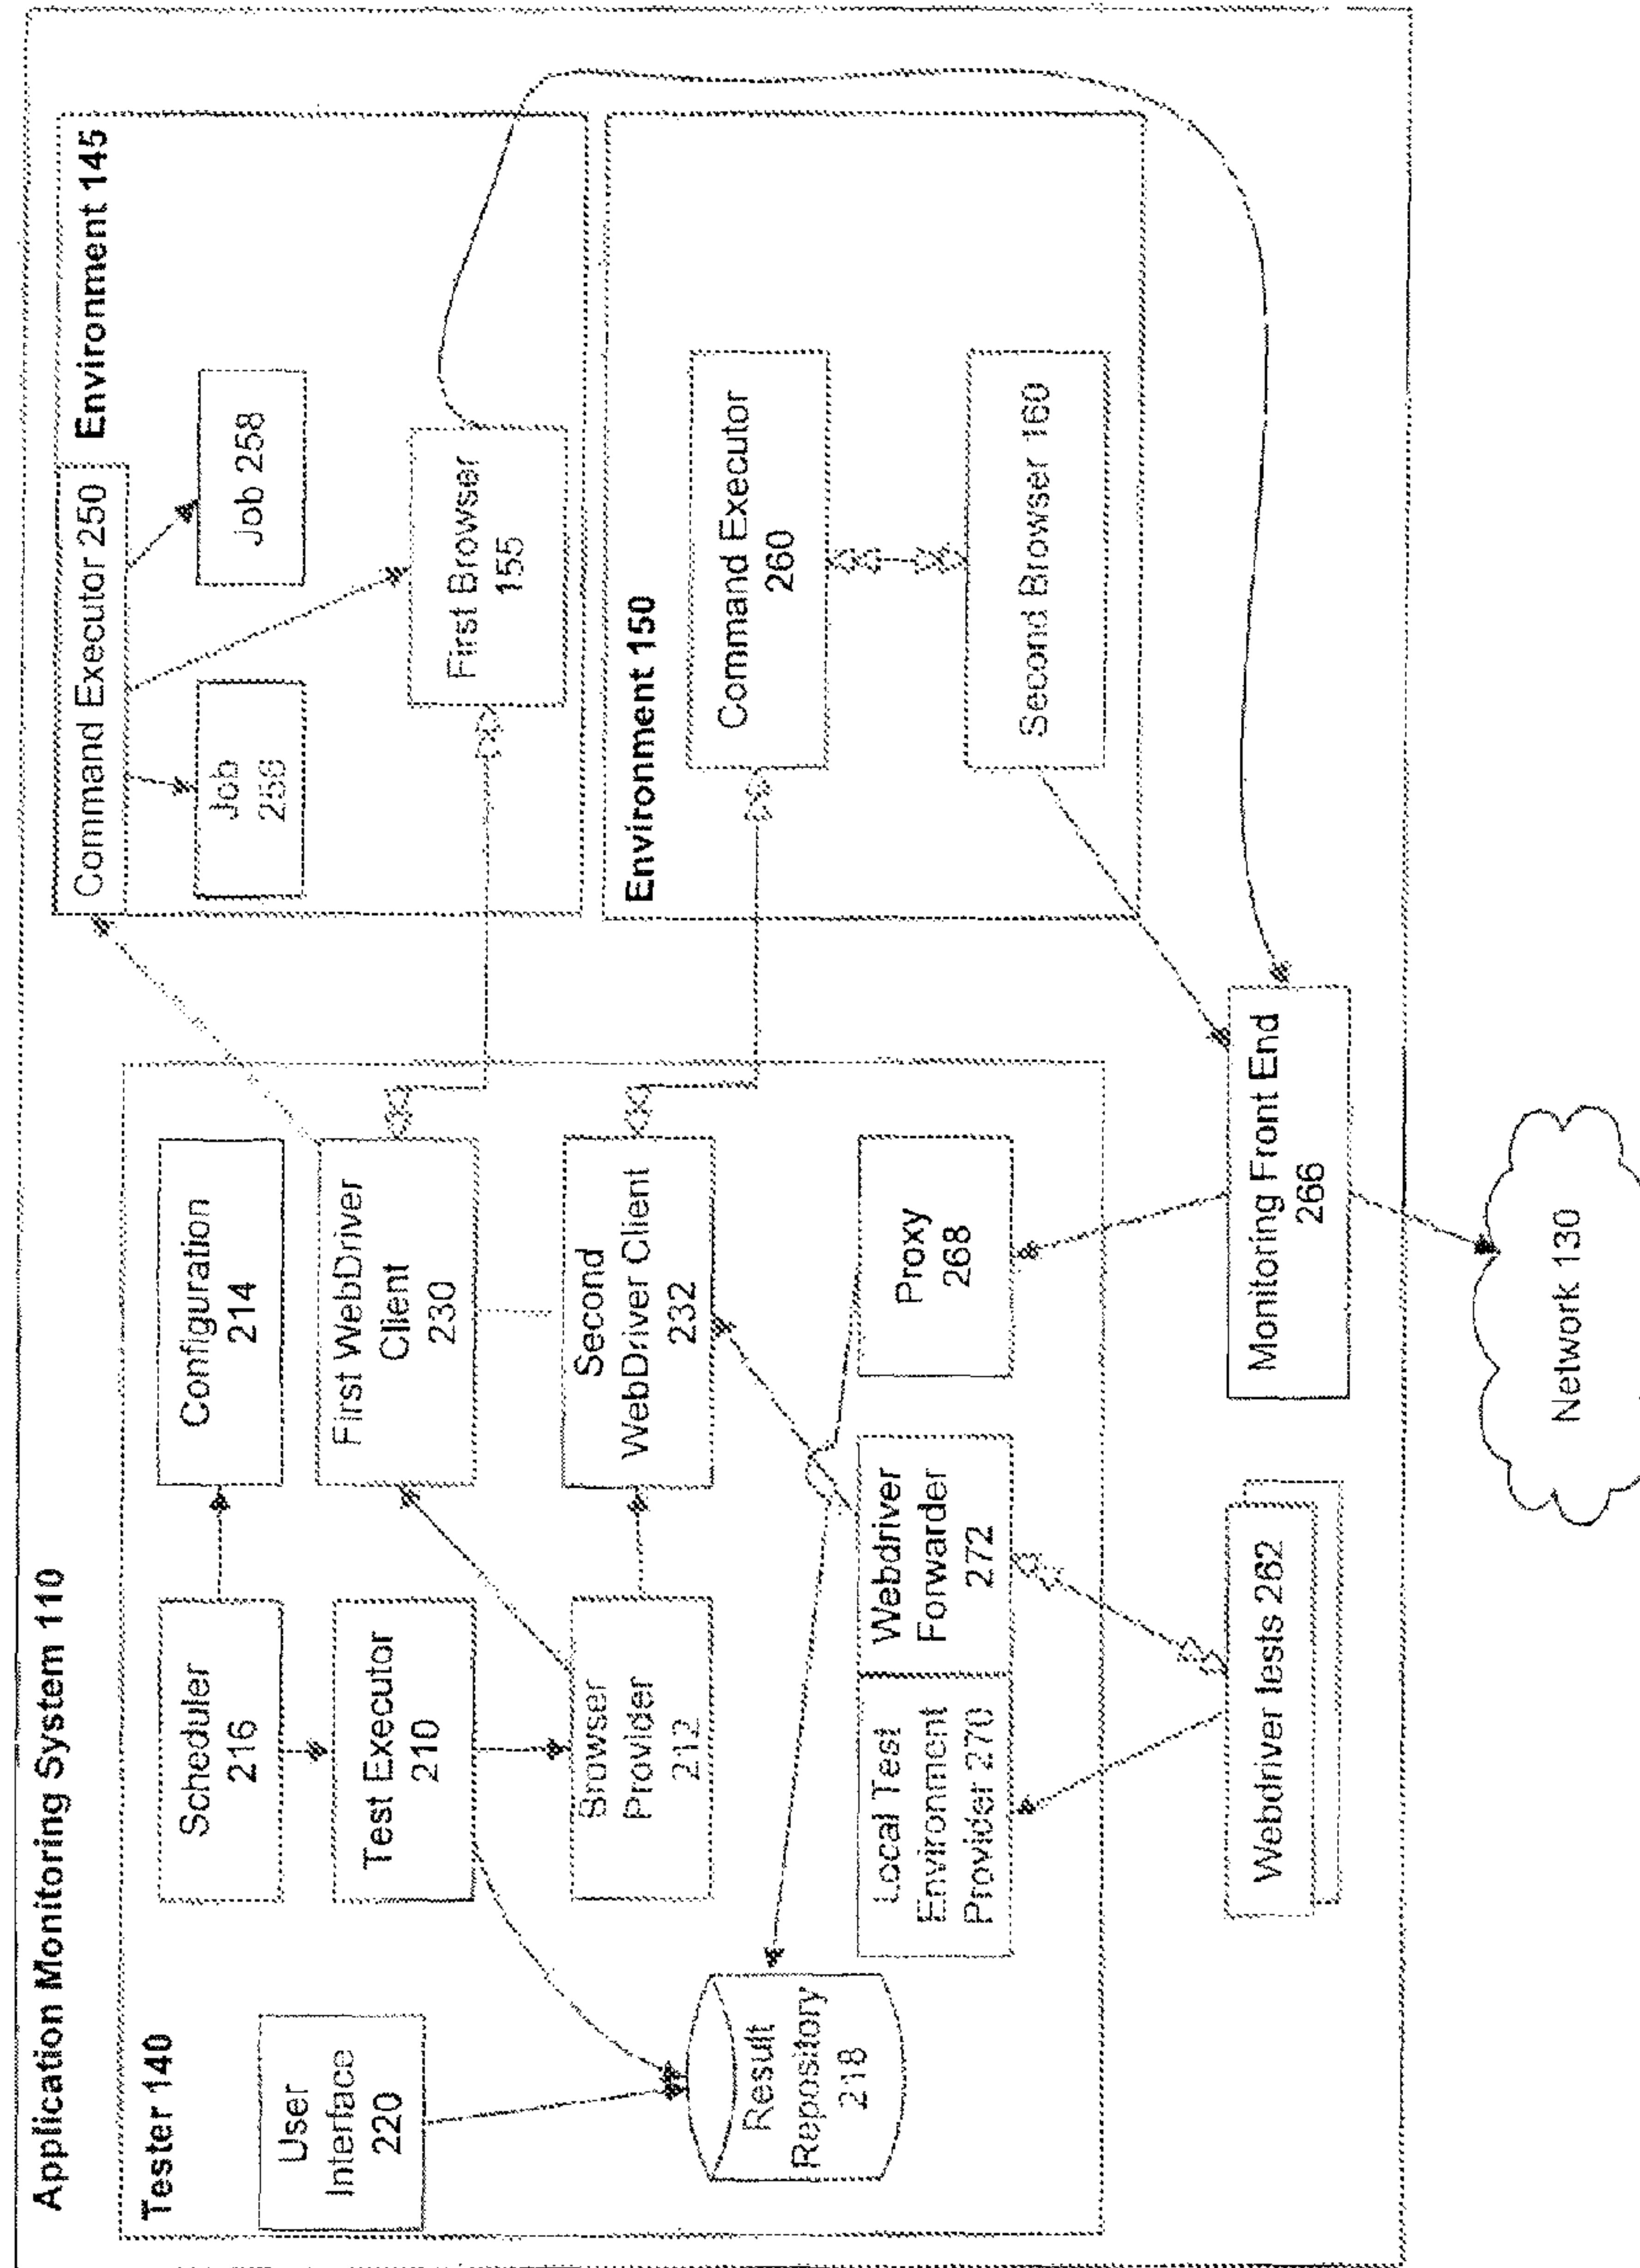 Application Monitoring System 110
Tester 140
User
Interface
220
Scheduler
216
Configuration
214
Test Executor
210
First WebDriver
Client
230
Browser
Provider
212
Second
WebDriver Client
232
Result
Repository
218
Local Test
Environment
Provider 270
Webdriver
Forwarder
272
Proxy
268
Command Executor 250
Environment 145
Job
256
Job 258
First Browser
155
Environment 150
Command Executor
260
Second Browser 160
Webdriver tests 262
Monitoring Front End
266
Network 130